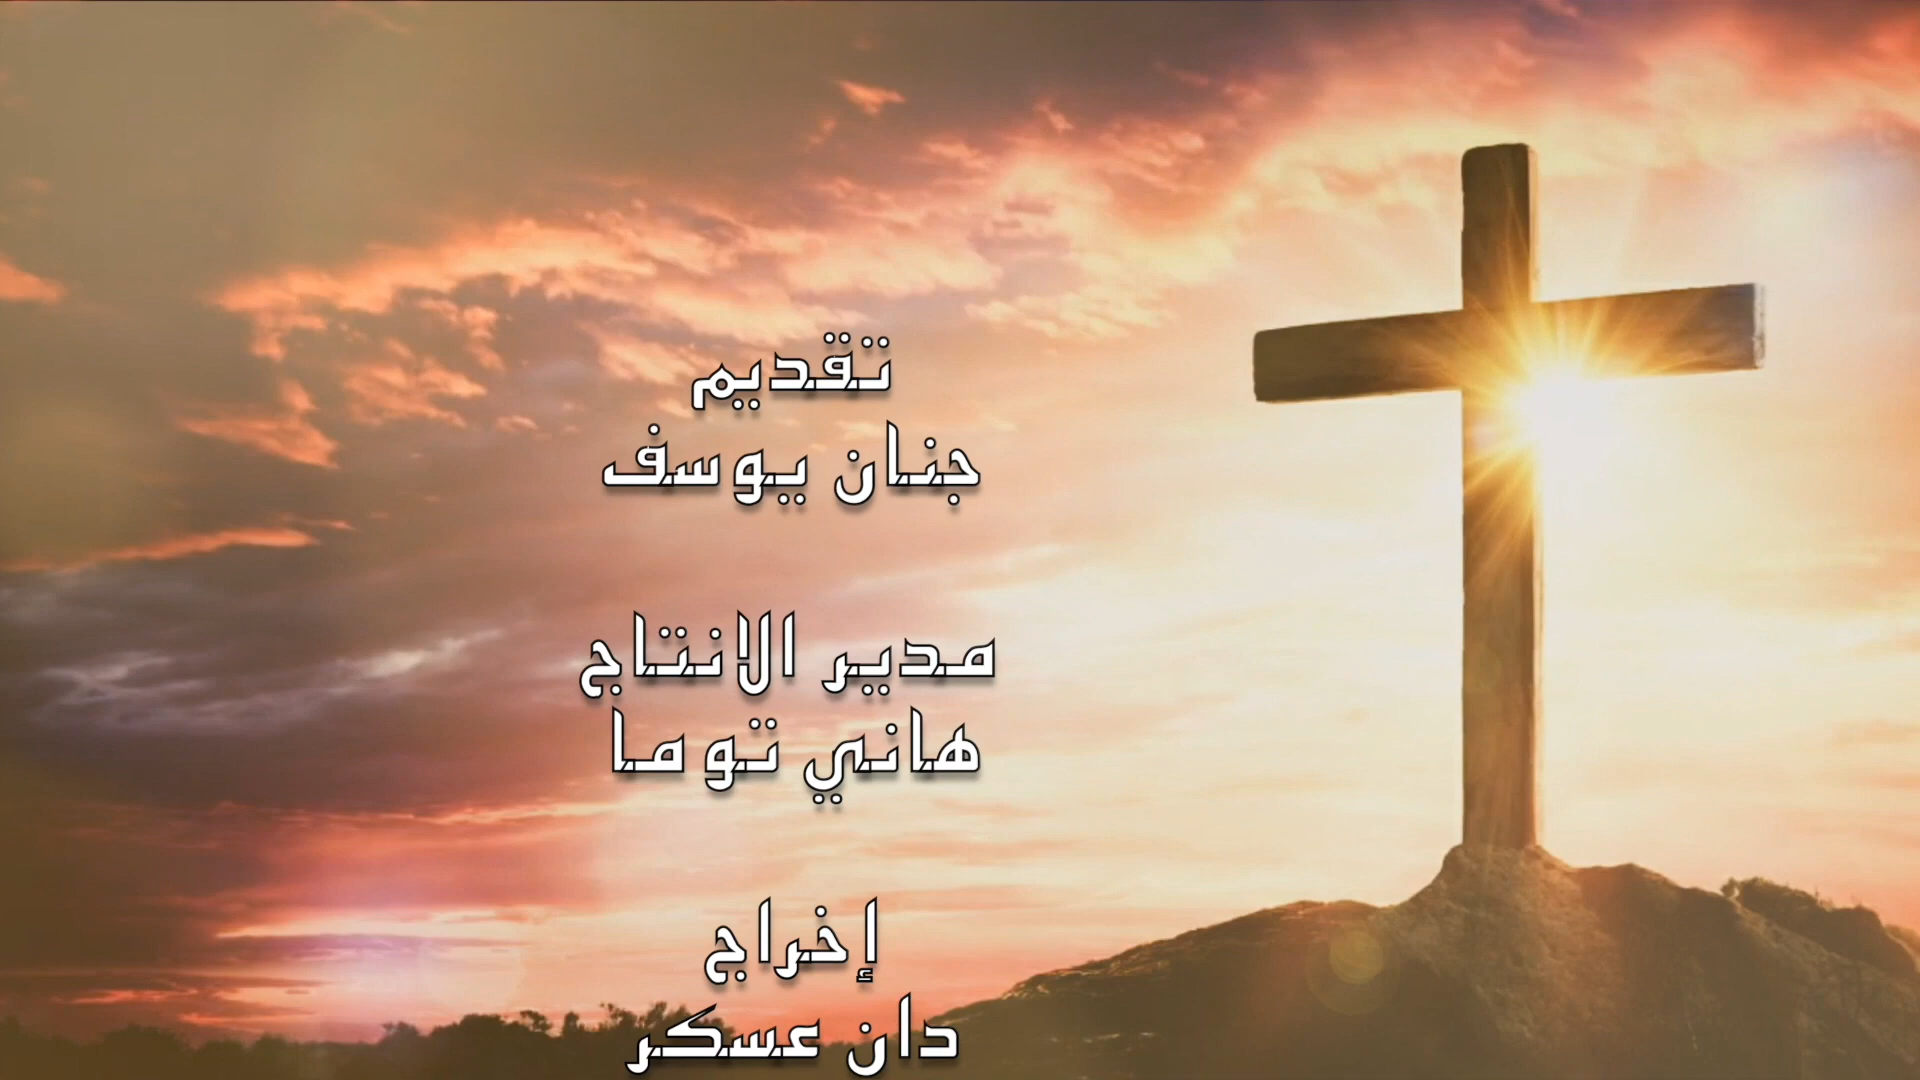 تقديم
جنان يوسف
مدير الانتاج
هاني توما
إخراج
دان عسكر